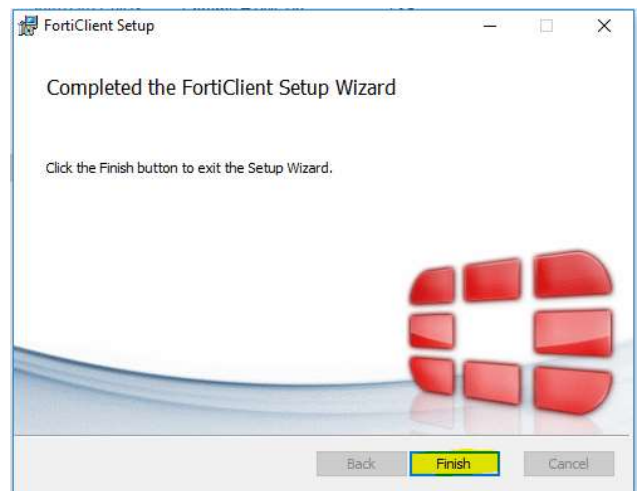 FortiClient Setup
Completed the FortiClient Setup Wizard
Click the Finish button to exit the Setup Wizard.
Back
Finish
Cancel